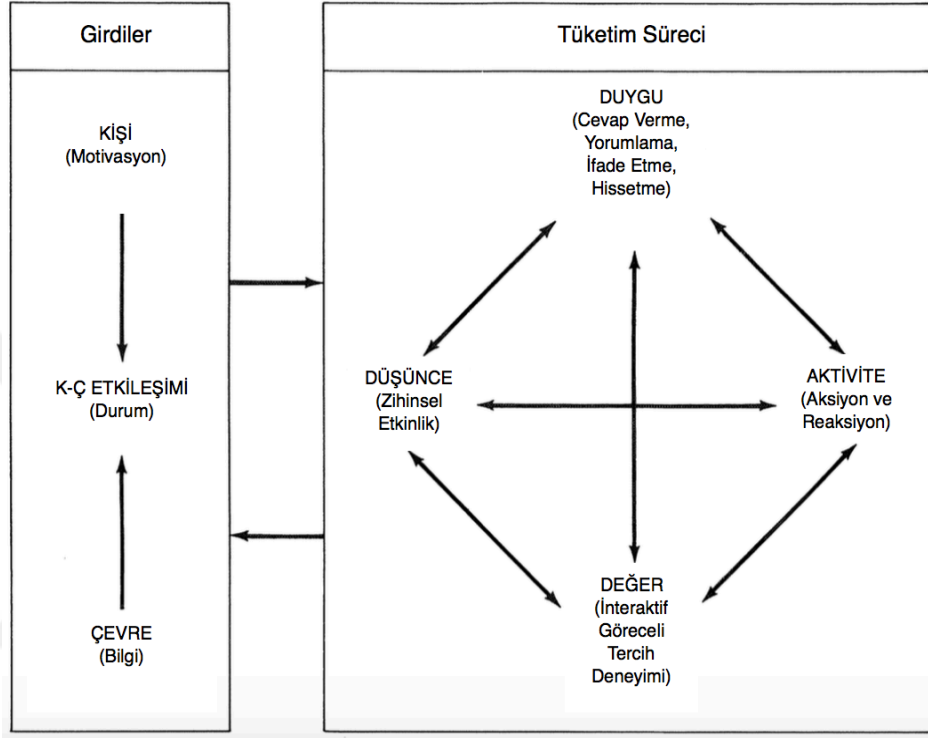 Girdiler
KİŞİ
(Motivasyon)
K-Ç ETKİLEŞİMİ
(Durum)
ÇEVRE
(Bilgi)
Tüketim Süreci
DUYGU
(Cevap Verme,
Yorumlama,
İfade Etme,
Hissetme)
DÜŞÜNCE
(Zihinsel
Etkinlik)
AKTİVİTE
(Aksiyon ve
Reaksiyon)
DEĞER
(İnteraktif
Göreceli
Tercih
Deneyimi)